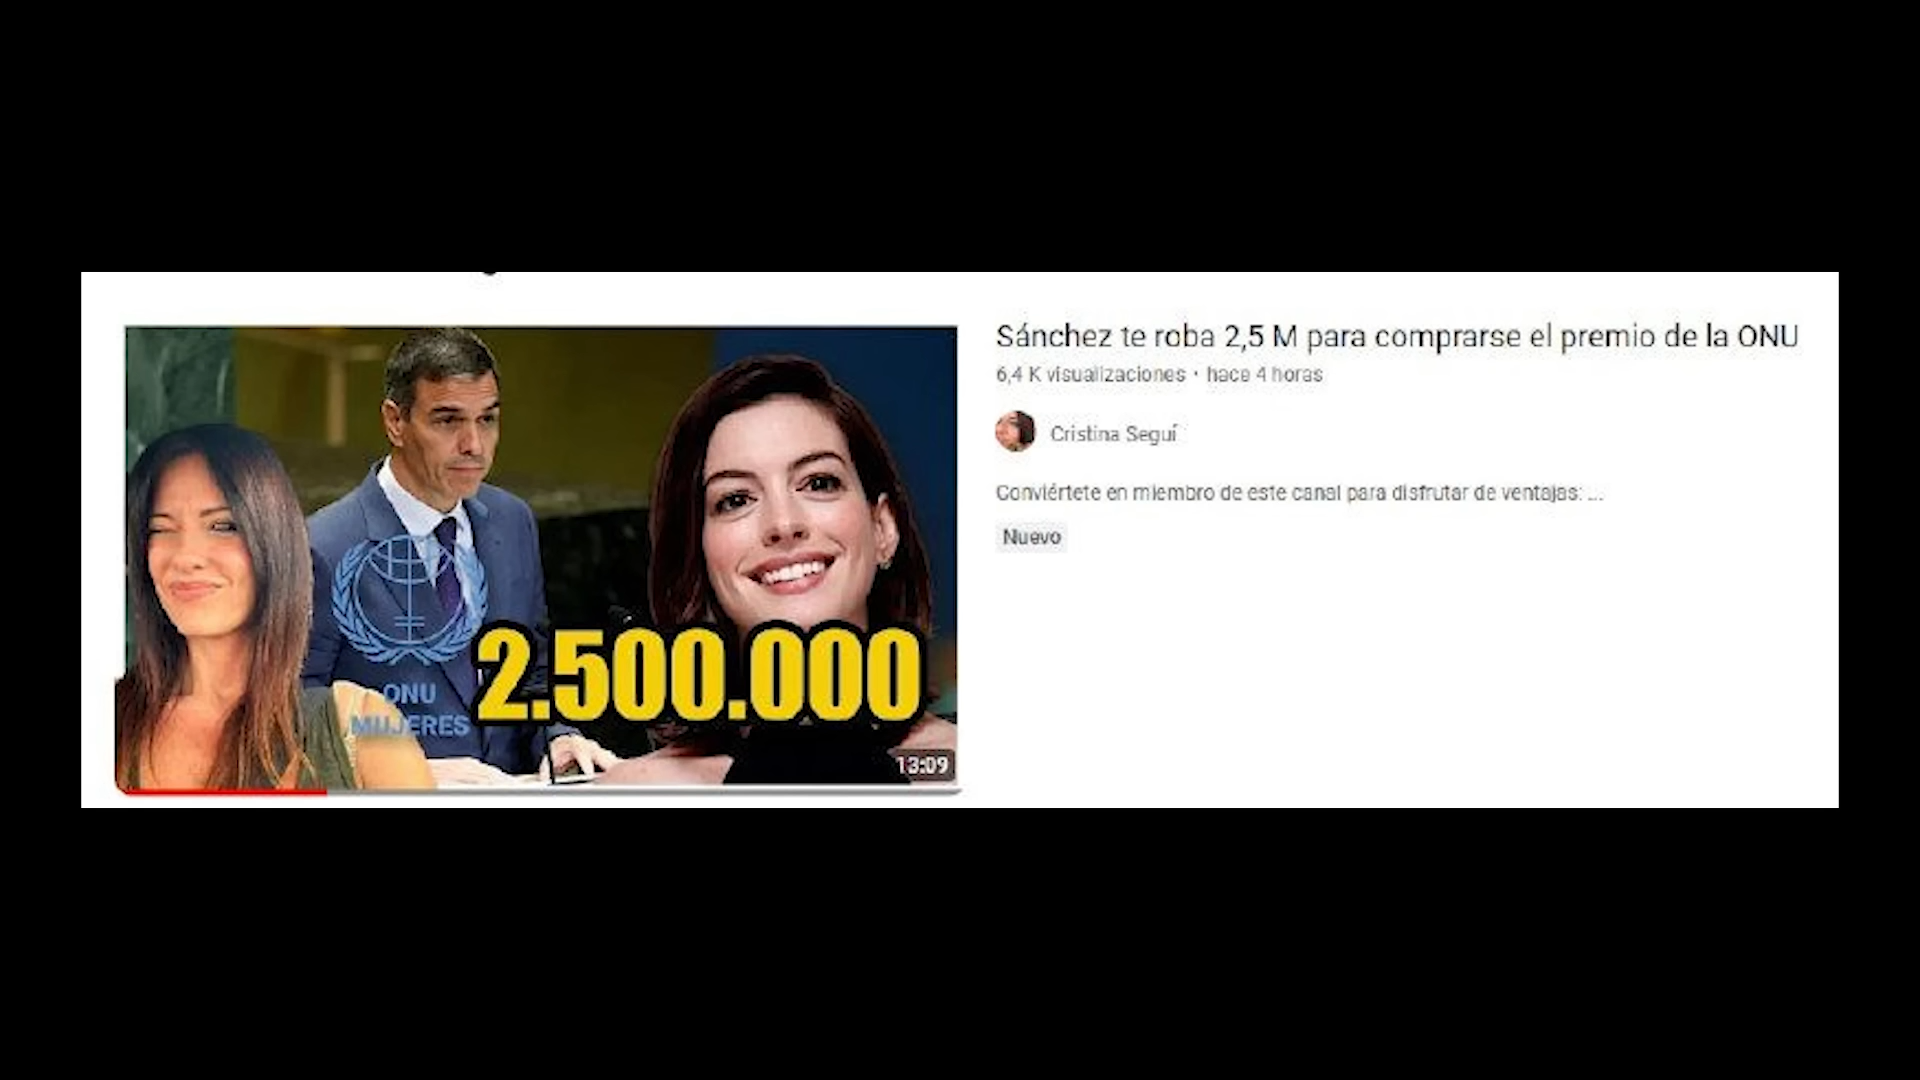 Sánchez te roba 2,5 M para comprarse el premio de la ONU
6,4 K visualizaciones • hace 4 horas
Cristina Seguí
Conviértete en miembro de este canal para disfrutar de ventajas: ...
Nuevo
ONU
MUJERES
2.500.000
13:09